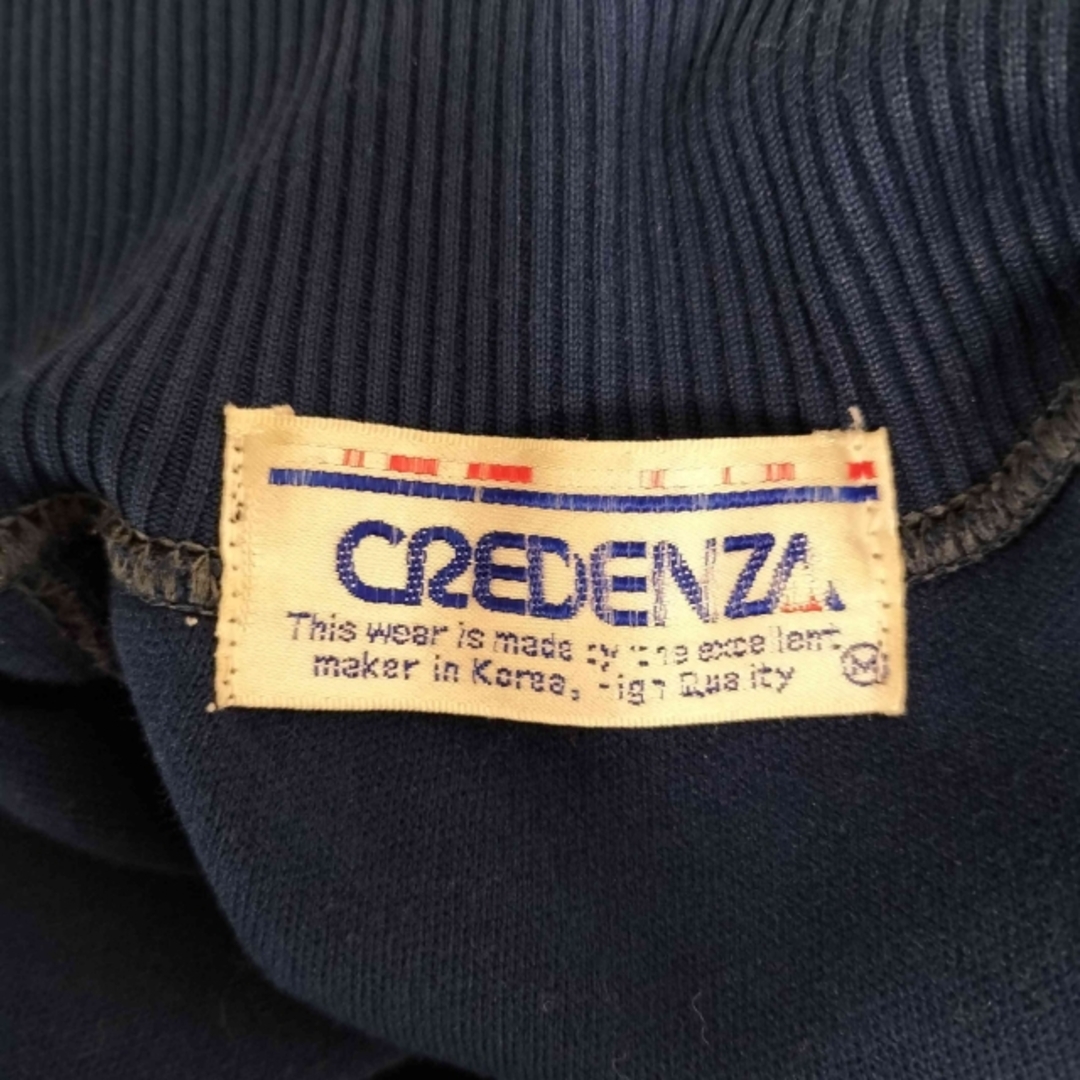 CREDENZA
This wear is made by the excellent
maker in Korea, High Quality
M